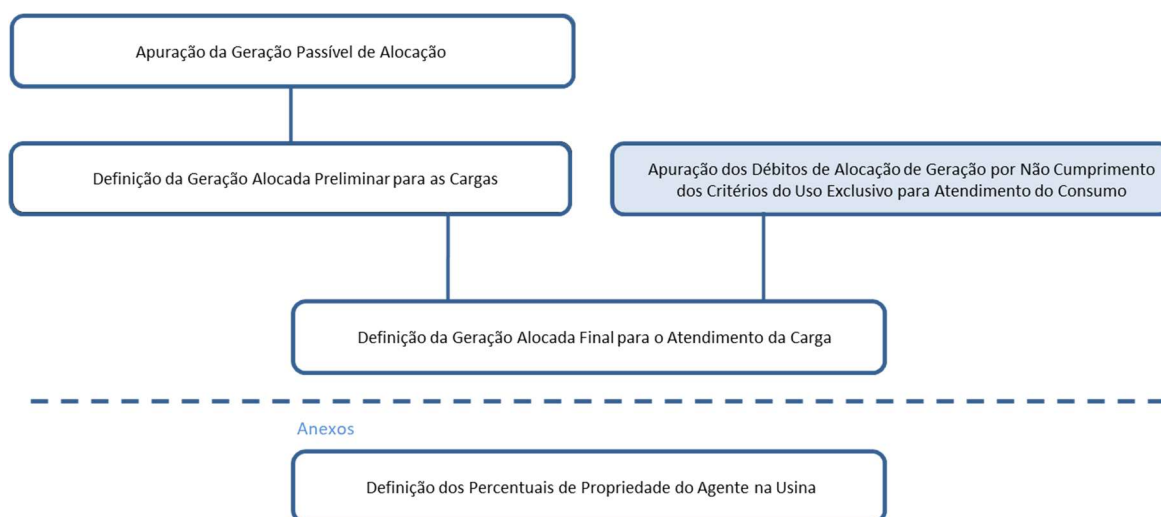 Apuração da Geração Passível de Alocação
Definição da Geração Alocada Preliminar para as Cargas
Apuração dos Débitos de Alocação de Geração por Não Cumprimento
dos Critérios do Uso Exclusivo para Atendimento do Consumo
Definição da Geração Alocada Final para o Atendimento da Carga
Anexos
Definição dos Percentuais de Propriedade do Agente na Usina